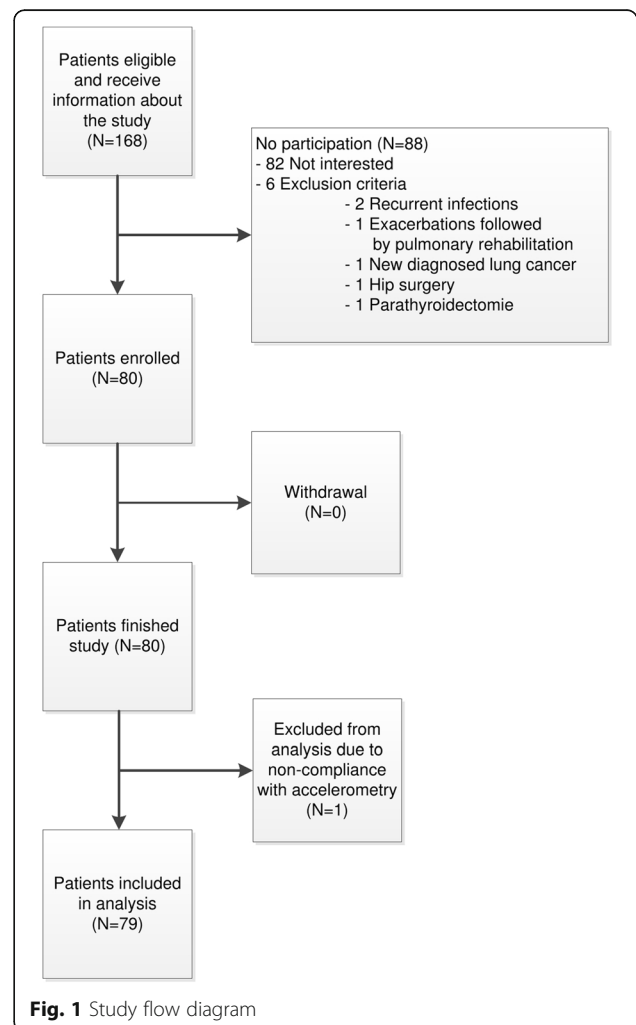 Patients eligible
and receive
information about
the study
(N=168)
No participation (N=88)
- 82 Not interested
- 6 Exclusion criteria
- 2 Recurrent infections
- 1 Exacerbations followed
by pulmonary rehabilitation
- 1 New diagnosed lung cancer
- 1 Hip surgery
- 1 Parathyroidectomie
Patients enrolled
(N=80)
Withdrawal
(N=0)
Patients finished
study (N=80)
Excluded from
analysis due to
non-compliance
with accelerometry
(N=1)
Patients included
in analysis
(N=79)
Fig. 1 Study flow diagram